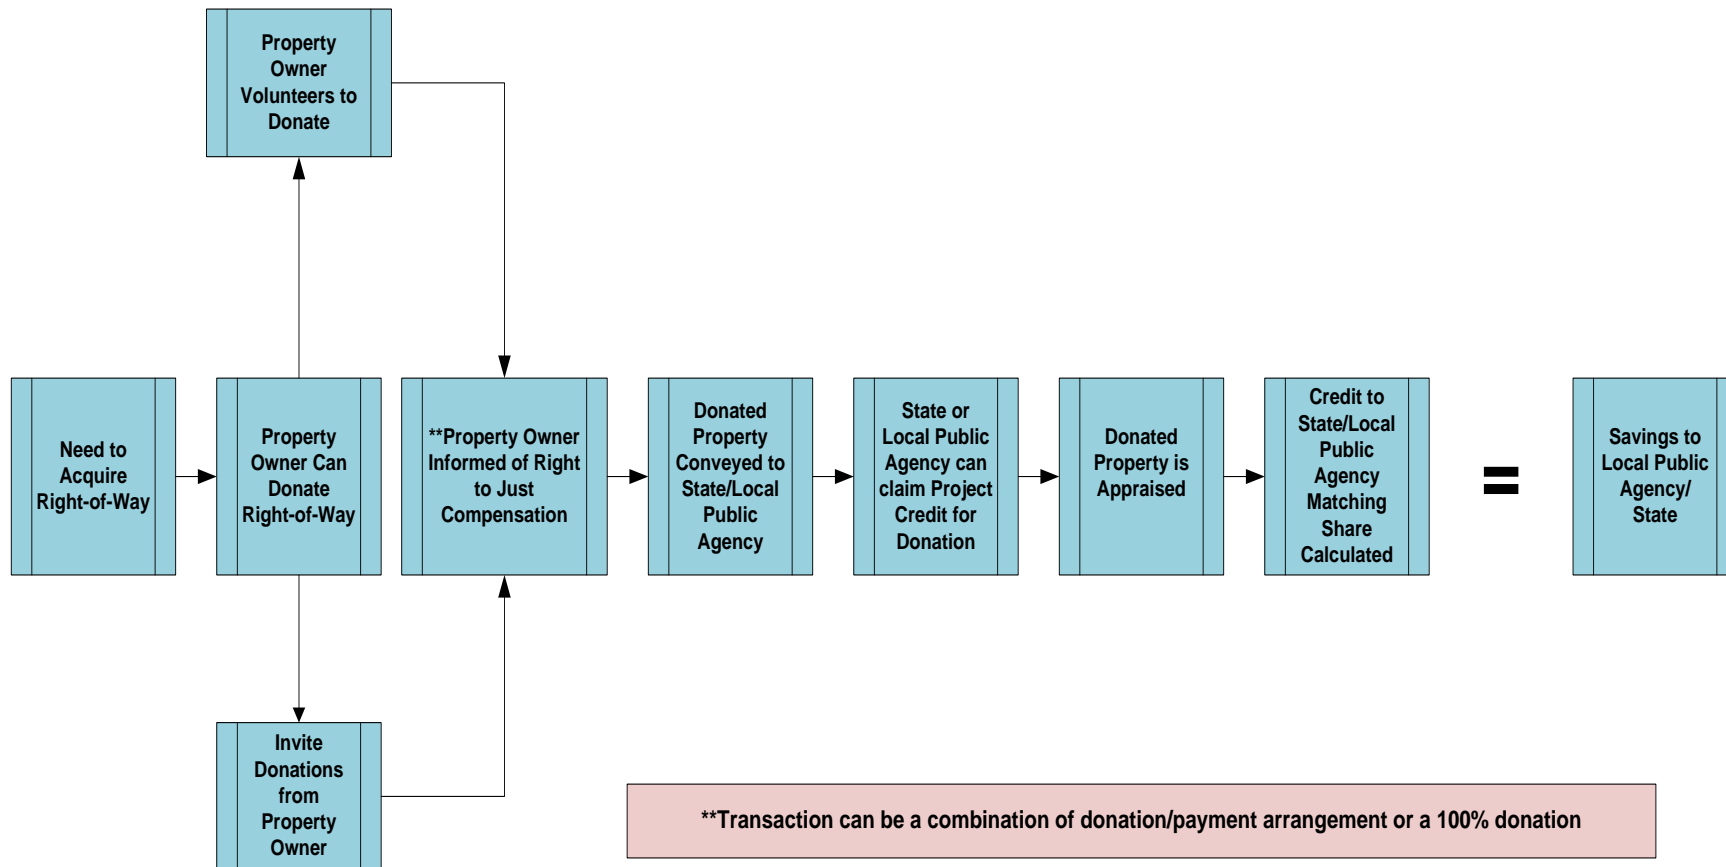 Property
Owner
Volunteers to
Donate
Need to
Acquire
Right-of-Way
Property
Owner Can
Donate
Right-of-Way
**Property Owner
Informed of Right
to Just
Compensation
Donated
Property
Conveyed to
State/Local
Public
Agency
State or
Local Public
Agency can
claim Project
Credit for
Donation
Donated
Property is
Appraised
Credit to
State/Local
Public
Agency
Matching
Share
Calculated
=
Savings to
Local Public
Agency/
State
Invite
Donations
from
Property
Owner
**Transaction can be a combination of donation/payment arrangement or a 100% donation